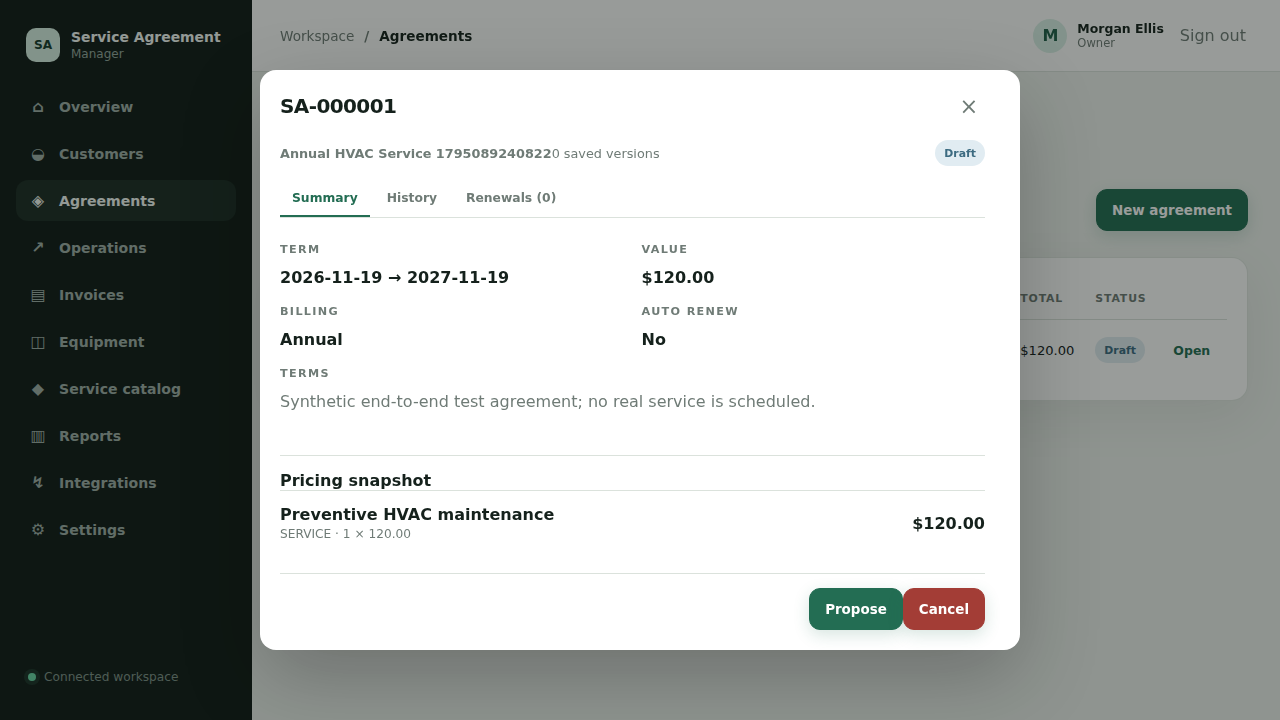 SA
Service Agreement
Manager
Overview
Customers
Agreements
Operations
Invoices
Equipment
Service catalog
Reports
Integrations
Settings
Connected workspace
Workspace / Agreements
M
Morgan Ellis
Owner
Sign out
New agreement
TOTAL STATUS
$120.00 Draft Open
SA-000001
×
Annual HVAC Service 17950892408220 saved versions
Draft
Summary History Renewals (0)
TERM VALUE
2026-11-19 → 2027-11-19 $120.00
BILLING AUTO RENEW
Annual No
TERMS
Synthetic end-to-end test agreement; no real service is scheduled.
Pricing snapshot
Preventive HVAC maintenance
SERVICE · 1 × 120.00
$120.00
Propose Cancel